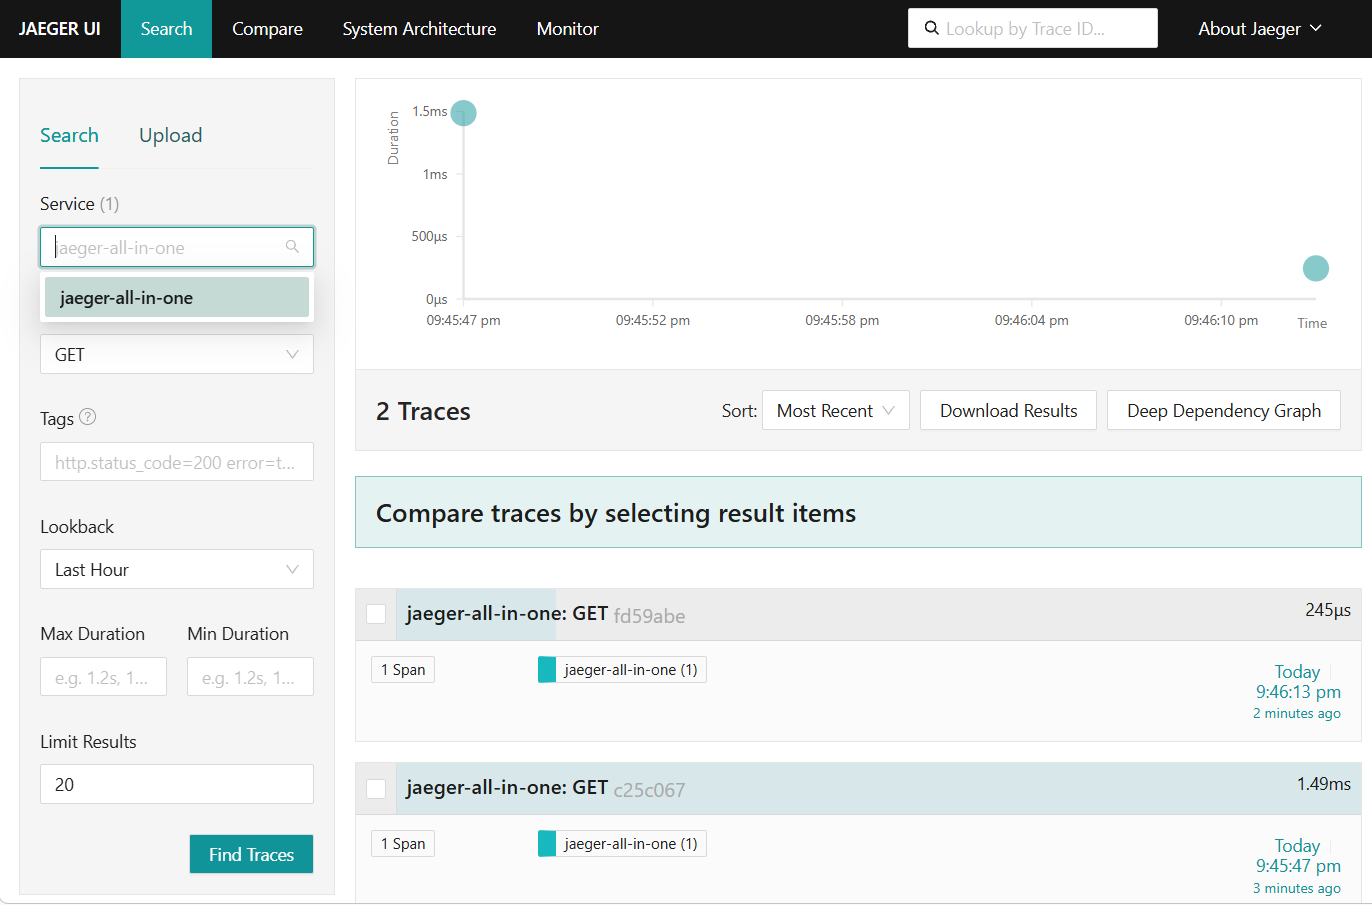 JAEGER UI Search Compare System Architecture Monitor Lookup by Trace ID... About Jaeger
Search Upload
Service (1)
jaeger-all-in-one
jaeger-all-in-one
GET
Tags
http.status_code=200 error=t...
Lookback
Last Hour
Max Duration Min Duration
e.g. 1.2s, 1... e.g. 1.2s, 1...
Limit Results
20
Find Traces
Duration
1.5ms
1ms
500μs
0μs
09:45:47 pm 09:45:52 pm 09:45:58 pm 09:46:04 pm 09:46:10 pm Time
2 Traces Sort: Most Recent Download Results Deep Dependency Graph
Compare traces by selecting result items
jaeger-all-in-one: GET fd59abe 245μs
1 Span jaeger-all-in-one (1) Today
9:46:13 pm
2 minutes ago
jaeger-all-in-one: GET c25c067 1.49ms
1 Span jaeger-all-in-one (1) Today
9:45:47 pm
3 minutes ago